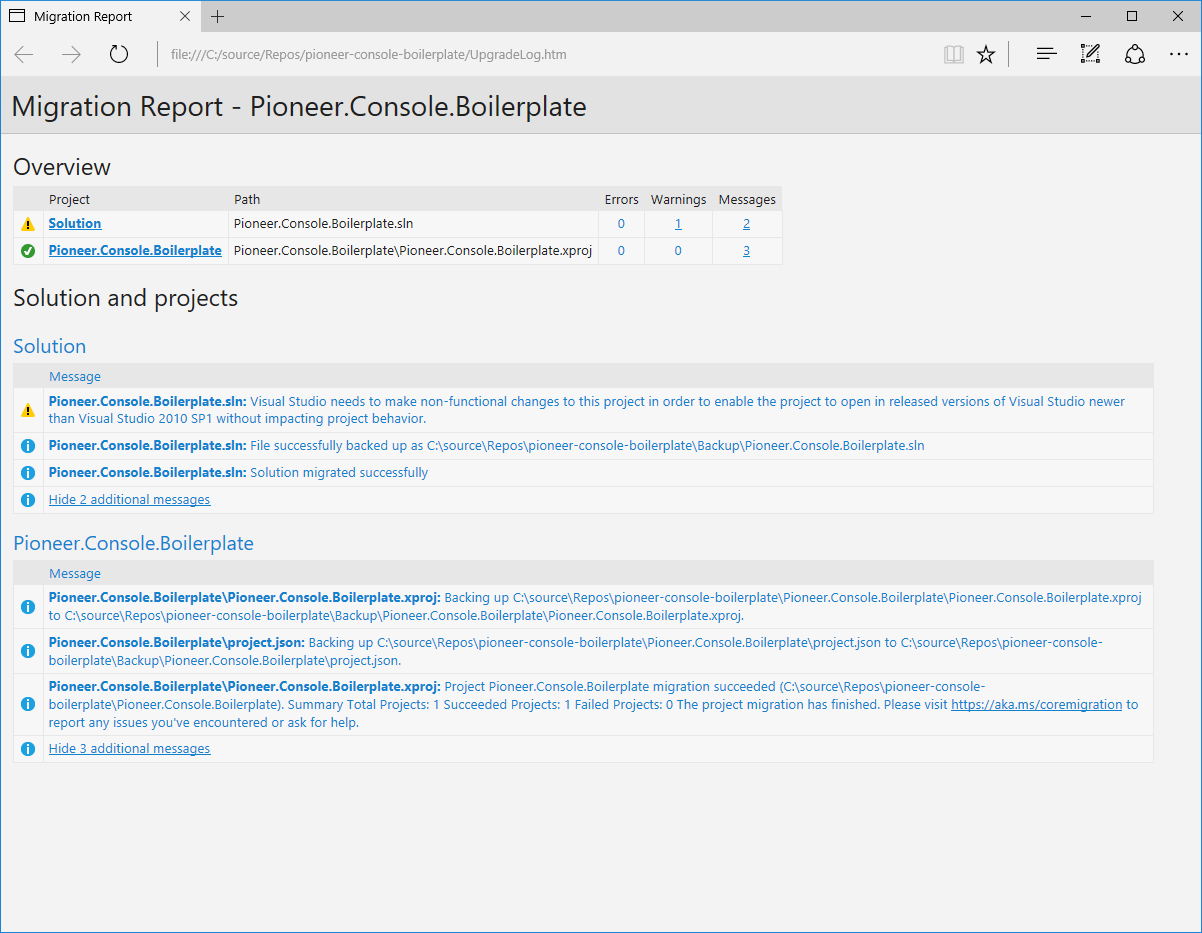 Migration Report
file:///C:/source/Repos/pioneer-console-boilerplate/UpgradeLog.htm
Migration Report - Pioneer.Console.Boilerplate
Overview
Project Path Errors Warnings Messages
Solution Pioneer.Console.Boilerplate.sln 0 1 2
Pioneer.Console.Boilerplate Pioneer.Console.Boilerplate\Pioneer.Console.Boilerplate.xproj 0 0 3
Solution and projects
Solution
Message
Pioneer.Console.Boilerplate.sln: Visual Studio needs to make non-functional changes to this project in order to enable the project to open in released versions of Visual Studio newer
than Visual Studio 2010 SP1 without impacting project behavior.
Pioneer.Console.Boilerplate.sln: File successfully backed up as C:\source\Repos\pioneer-console-boilerplate\Backup\Pioneer.Console.Boilerplate.sln
Pioneer.Console.Boilerplate.sln: Solution migrated successfully
Hide 2 additional messages
Pioneer.Console.Boilerplate
Message
Pioneer.Console.Boilerplate\Pioneer.Console.Boilerplate.xproj: Backing up C:\source\Repos\pioneer-console-boilerplate\Pioneer.Console.Boilerplate\Pioneer.Console.Boilerplate.xproj
to C:\source\Repos\pioneer-console-boilerplate\Backup\Pioneer.Console.Boilerplate\Pioneer.Console.Boilerplate.xproj.
Pioneer.Console.Boilerplate\project.json: Backing up C:\source\Repos\pioneer-console-boilerplate\Pioneer.Console.Boilerplate\project.json to C:\source\Repos\pioneer-console-
boilerplate\Backup\Pioneer.Console.Boilerplate\project.json.
Pioneer.Console.Boilerplate\Pioneer.Console.Boilerplate.xproj: Project Pioneer.Console.Boilerplate migration succeeded (C:\source\Repos\pioneer-console-
boilerplate\Pioneer.Console.Boilerplate). Summary Total Projects: 1 Succeeded Projects: 1 Failed Projects: 0 The project migration has finished. Please visit https://aka.ms/coremigration to
report any issues you've encountered or ask for help.
Hide 3 additional messages